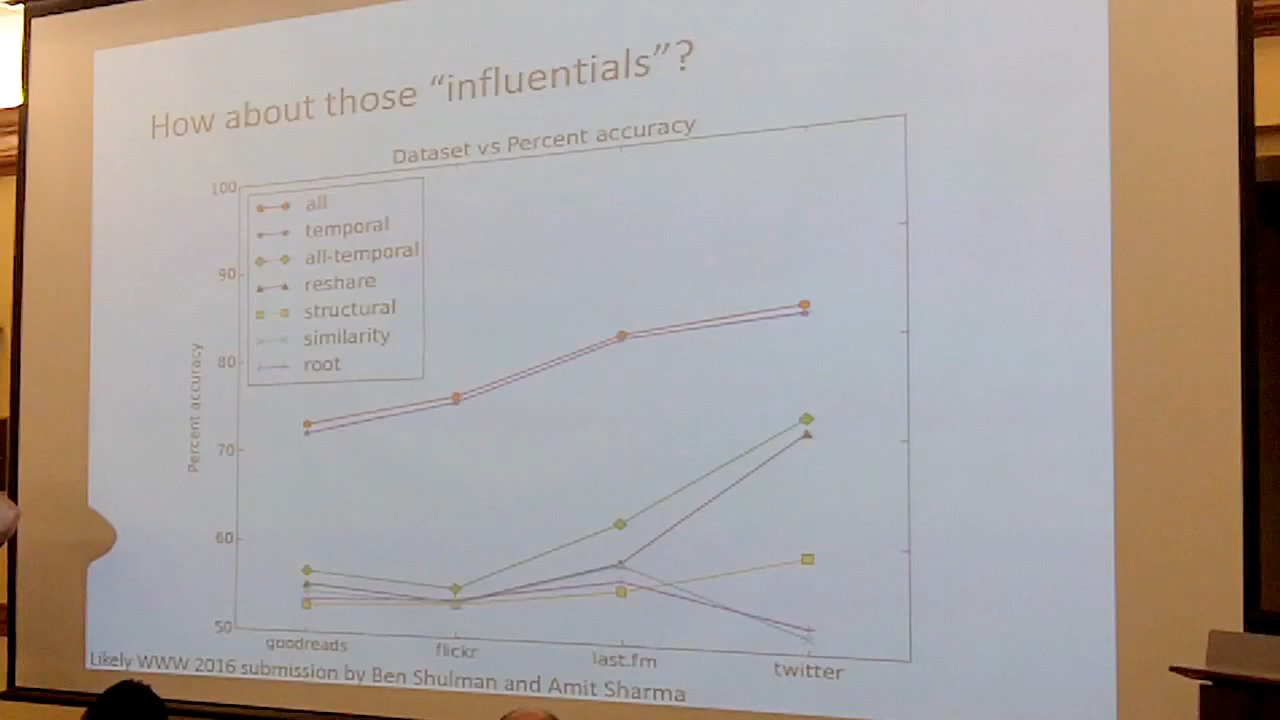 How about those “influentials”?
Dataset vs Percent accuracy
100
90
80
70
60
50
Percent accuracy
all
temporal
all-temporal
reshare
structural
similarity
root
goodreads
flickr
last.fm
twitter
Likely WWW 2016 submission by Ben Shulman and Amit Sharma